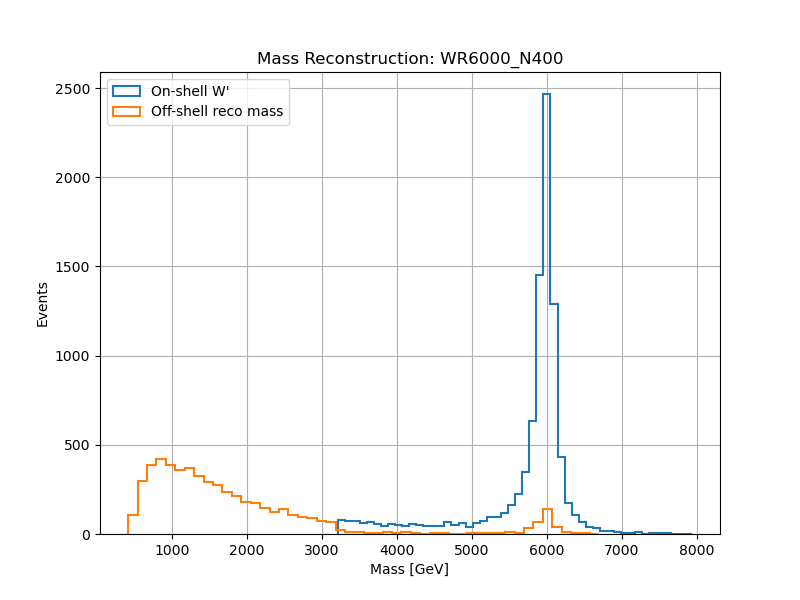 Mass Reconstruction: WR6000_N400
On-shell W'
Off-shell reco mass
Events
2500
2000
1500
1000
500
0
1000 2000 3000 4000 5000 6000 7000 8000
Mass [GeV]